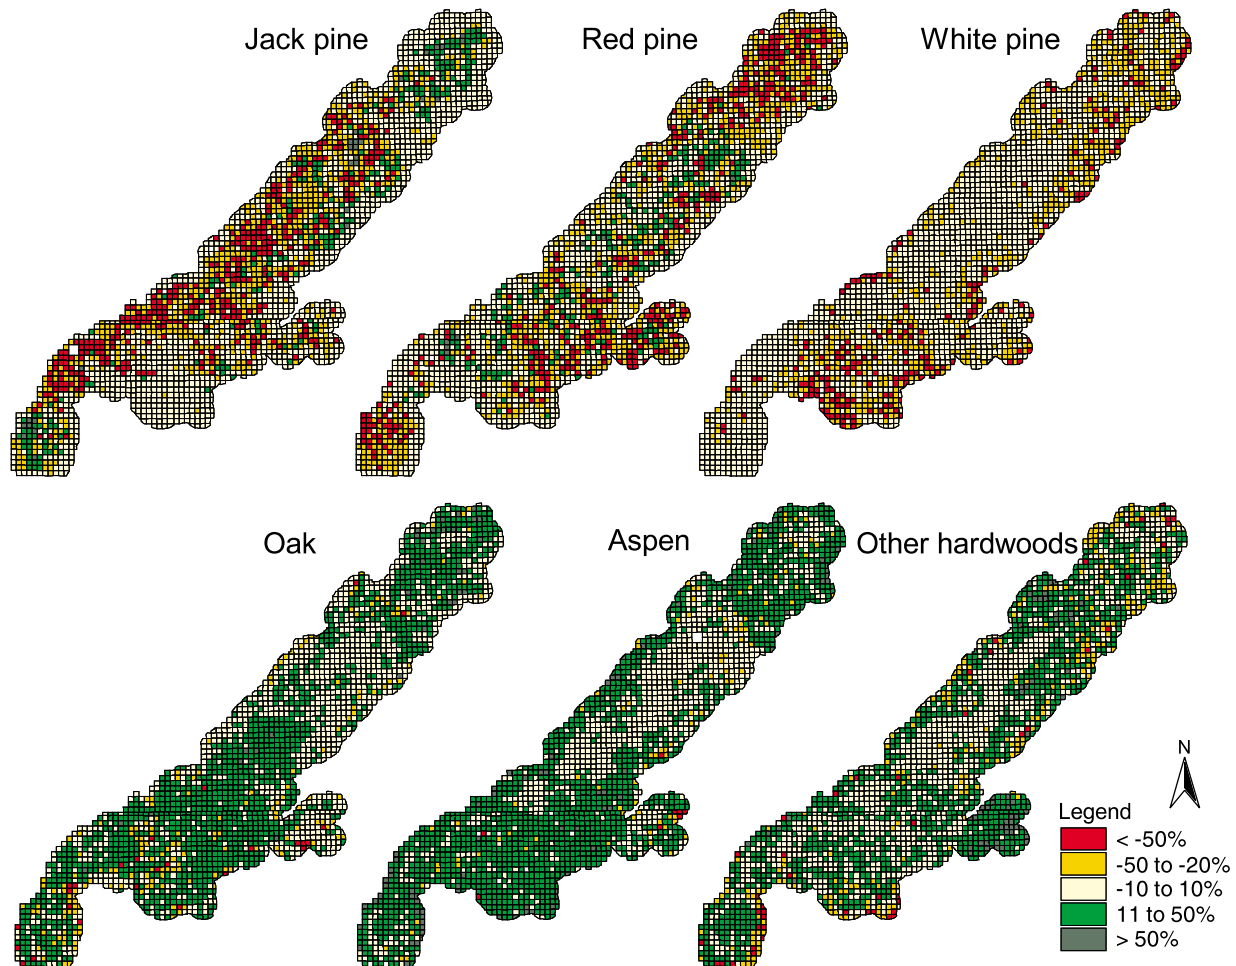 Jack pine
Red pine
White pine
Oak
Aspen
Other hardwoods
N
Legend
< -50%
-50 to -20%
-10 to 10%
11 to 50%
> 50%